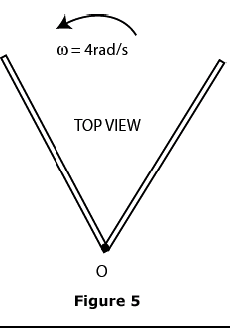 ω = 4rad/s
TOP VIEW
O
Figure 5